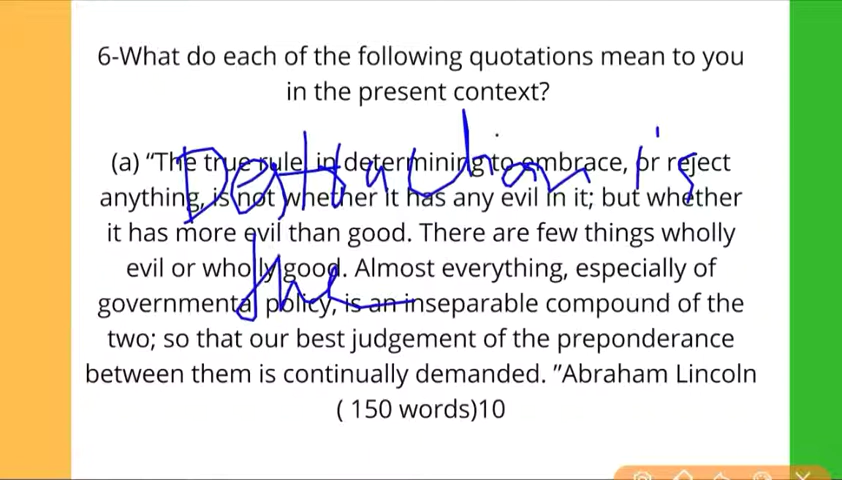 6-What do each of the following quotations mean to you
in the present context?
(a) “The true rule, in determining to embrace, or reject
anything, is not whether it has any evil in it; but whether
it has more evil than good. There are few things wholly
evil or wholly good. Almost everything, especially of
governmental policy, is an inseparable compound of the
two; so that our best judgement of the preponderance
between them is continually demanded. ”Abraham Lincoln
( 150 words)10
is
the